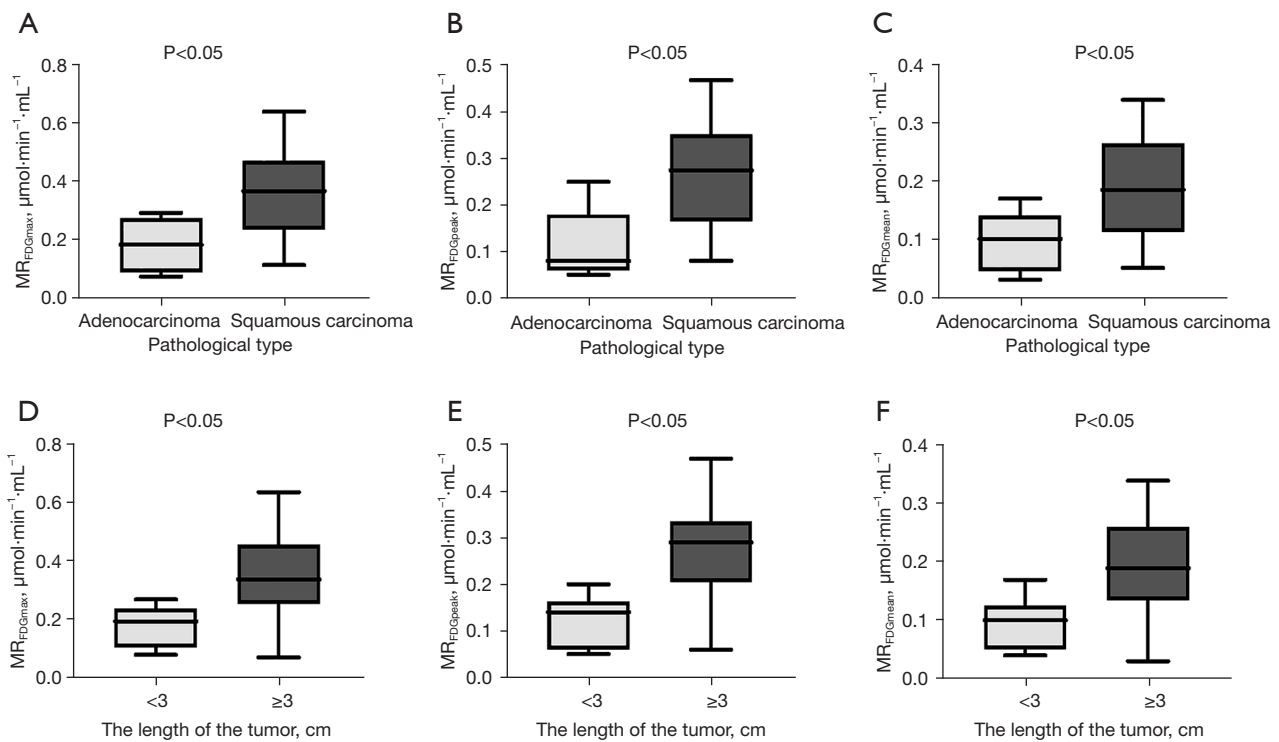 A
P<0.05
MR_FDGmax, µmol·min⁻¹·mL⁻¹
0.8
0.6
0.4
0.2
0.0
Adenocarcinoma Squamous carcinoma
Pathological type
B
P<0.05
MR_FDGpeak, µmol·min⁻¹·mL⁻¹
0.5
0.4
0.3
0.2
0.1
0.0
Adenocarcinoma Squamous carcinoma
Pathological type
C
P<0.05
MR_FDGmean, µmol·min⁻¹·mL⁻¹
0.4
0.3
0.2
0.1
0.0
Adenocarcinoma Squamous carcinoma
Pathological type
D
P<0.05
MR_FDGmax, µmol·min⁻¹·mL⁻¹
0.8
0.6
0.4
0.2
0.0
<3 ≥3
The length of the tumor, cm
E
P<0.05
MR_FDGpeak, µmol·min⁻¹·mL⁻¹
0.5
0.4
0.3
0.2
0.1
0.0
<3 ≥3
The length of the tumor, cm
F
P<0.05
MR_FDGmean, µmol·min⁻¹·mL⁻¹
0.4
0.3
0.2
0.1
0.0
<3 ≥3
The length of the tumor, cm